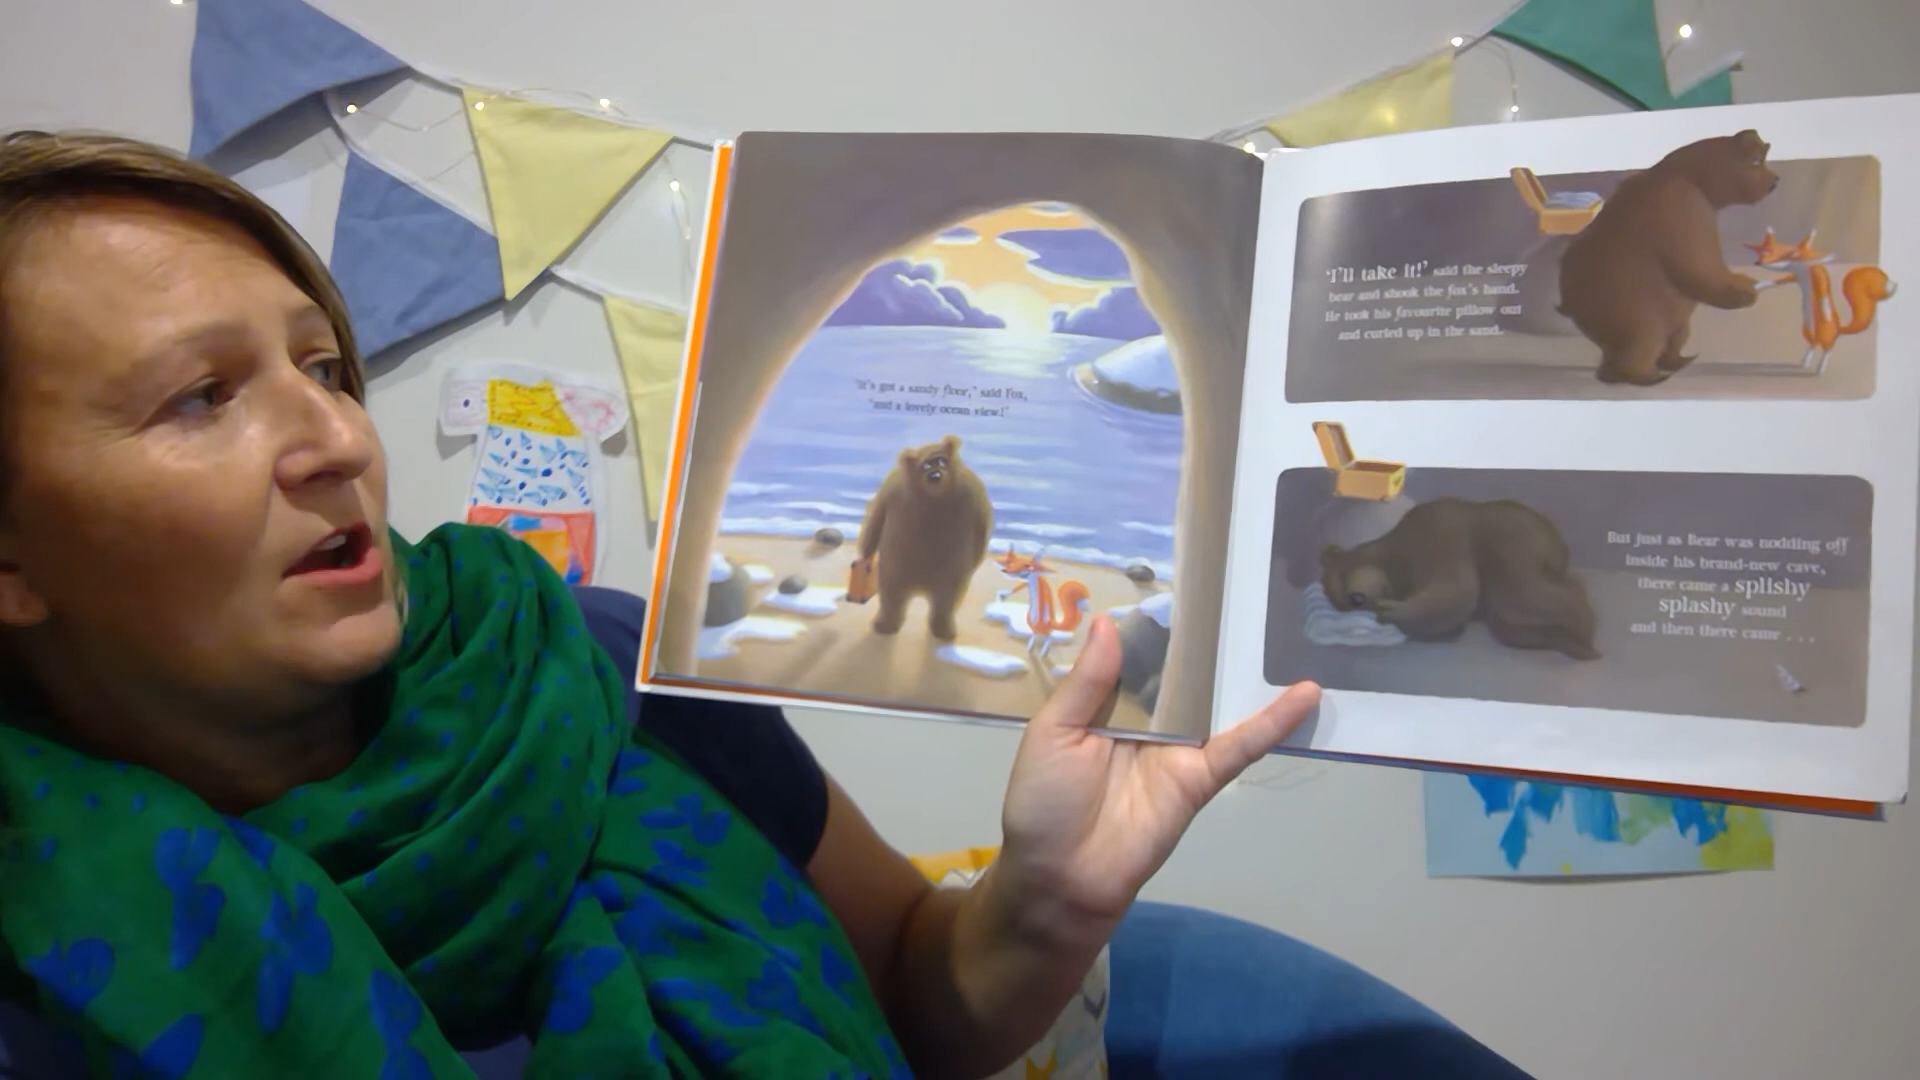 "It's got a sandy floor," said Fox,
"and a lovely ocean view!"
'I'll take it!' said the sleepy
bear and shook the fox's hand.
He took his favourite pillow out
and curled up in the sand.
But just as Bear was nodding off
inside his brand-new cave,
there came a splishy
splashy sound
and then there came . . .